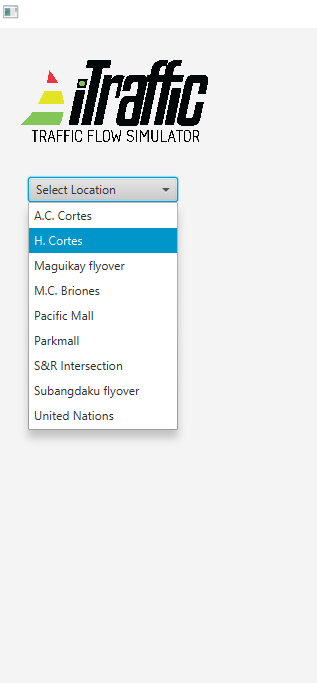 iTraffic
TRAFFIC FLOW SIMULATOR
Select Location
A.C. Cortes
H. Cortes
Maguikay flyover
M.C. Briones
Pacific Mall
Parkmall
S&R Intersection
Subangdaku flyover
United Nations